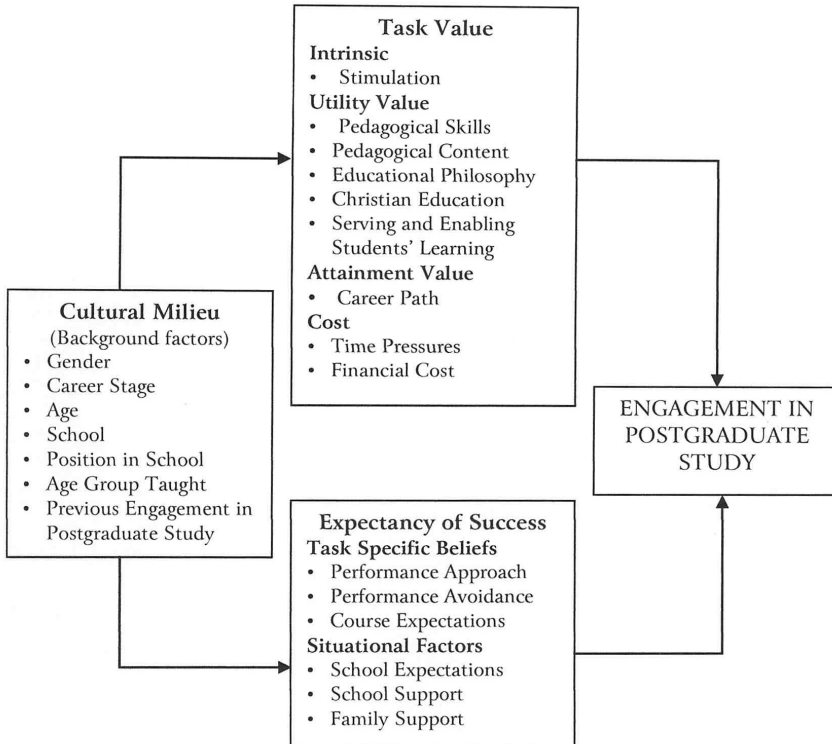 Task Value
Intrinsic
• Stimulation
Utility Value
• Pedagogical Skills
• Pedagogical Content
• Educational Philosophy
• Christian Education
• Serving and Enabling
Students' Learning
Attainment Value
• Career Path
Cost
• Time Pressures
• Financial Cost
Cultural Milieu
(Background factors)
• Gender
• Career Stage
• Age
• School
• Position in School
• Age Group Taught
• Previous Engagement in
Postgraduate Study
Expectancy of Success
Task Specific Beliefs
• Performance Approach
• Performance Avoidance
• Course Expectations
Situational Factors
• School Expectations
• School Support
• Family Support
ENGAGEMENT IN
POSTGRADUATE
STUDY